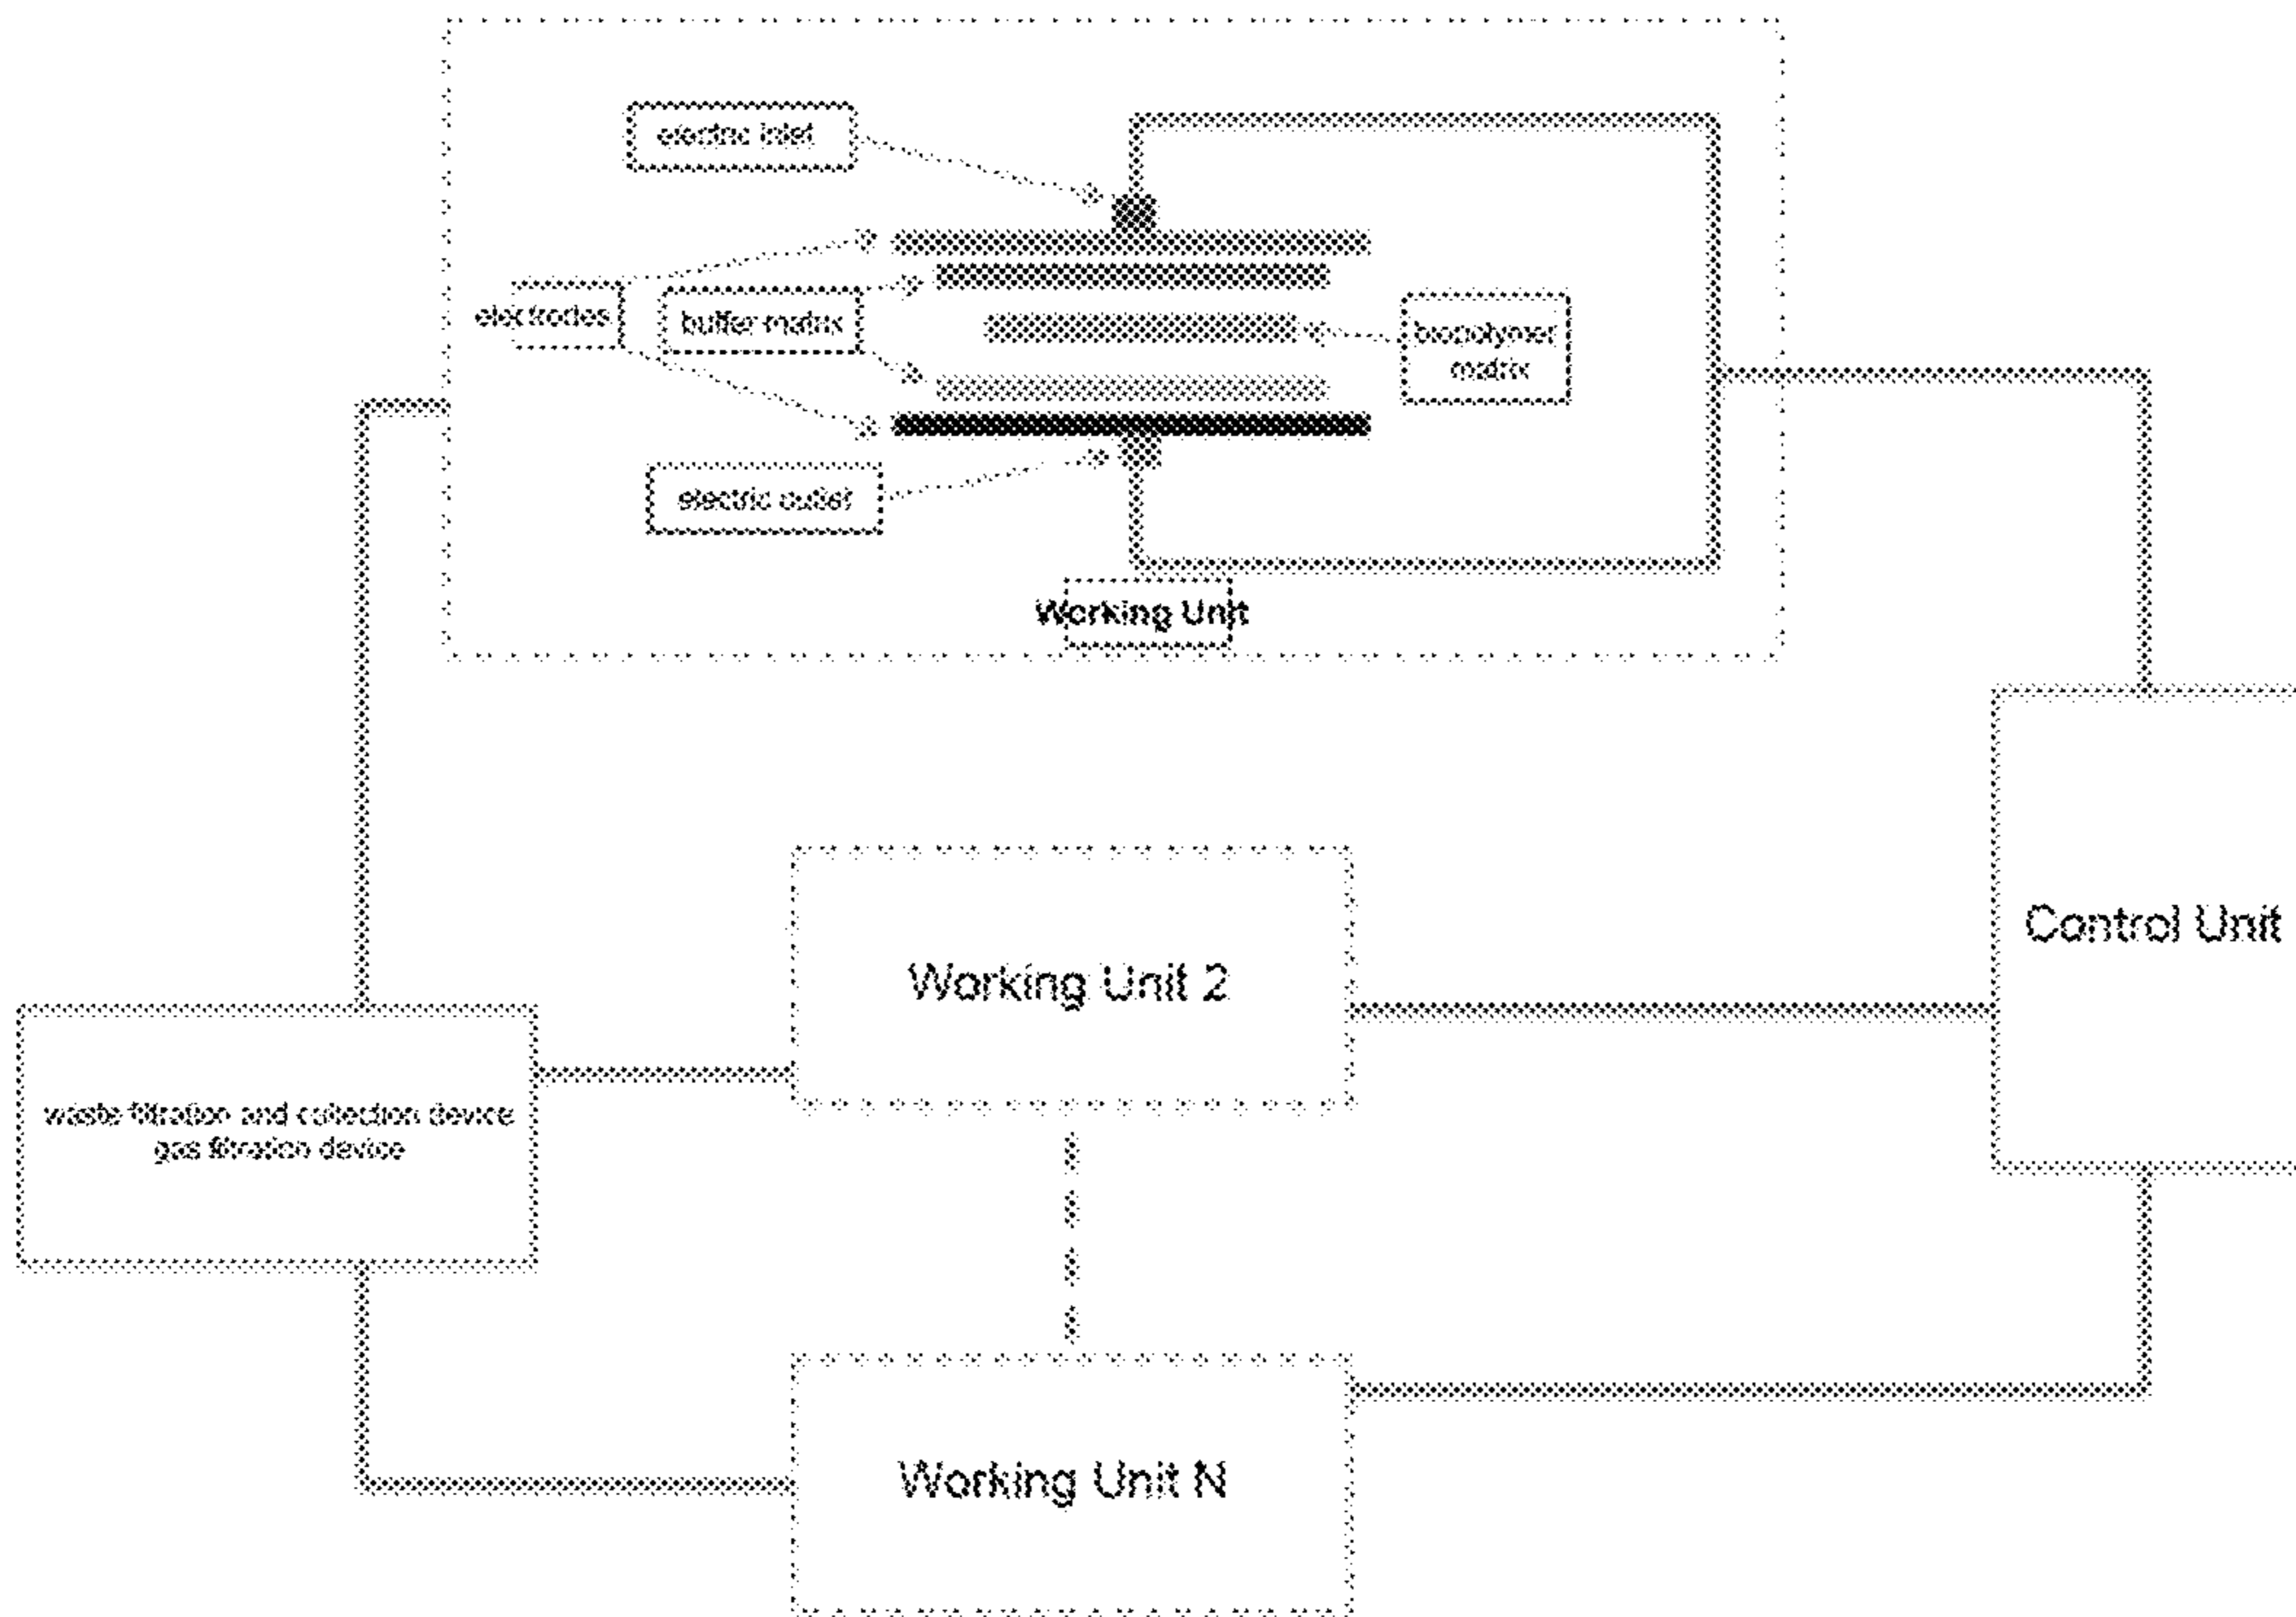 electric inlet
electrodes
buffer matrix
biopolymer
matrix
electric outlet
Working Unit
Control Unit
Working Unit 2
waste filtration and collection device
gas filtration device
Working Unit N